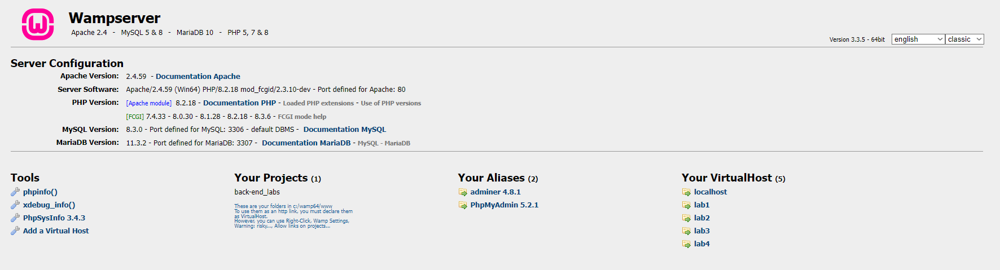 Wampserver
Apache 2.4 - MySQL 5 & 8 - MariaDB 10 - PHP 5, 7 & 8
Version 3.3.5 - 64bit english classic
Server Configuration
Apache Version: 2.4.59 - Documentation Apache
Server Software: Apache/2.4.59 (Win64) PHP/8.2.18 mod_fcgid/2.3.10-dev - Port defined for Apache: 80
PHP Version: [Apache module] 8.2.18 - Documentation PHP - Loaded PHP extensions - Use of PHP versions
[FCGI] 7.4.33 - 8.0.30 - 8.1.28 - 8.2.18 - 8.3.6 - FCGI mode help
MySQL Version: 8.3.0 - Port defined for MySQL: 3306 - default DBMS - Documentation MySQL
MariaDB Version: 11.3.2 - Port defined for MariaDB: 3307 - Documentation MariaDB - MySQL - MariaDB
Tools
phpinfo()
xdebug_info()
PhpSysInfo 3.4.3
Add a Virtual Host
Your Projects (1)
back-end_labs
These are your folders in c:/wamp64/www
To use them as an http link, you must declare them
as VirtualHost.
However, you can use Right-Click, Wamp Settings,
Warning: risky..., Allow links on projects...
Your Aliases (2)
adminer 4.8.1
PhpMyAdmin 5.2.1
Your VirtualHost (5)
localhost
lab1
lab2
lab3
lab4